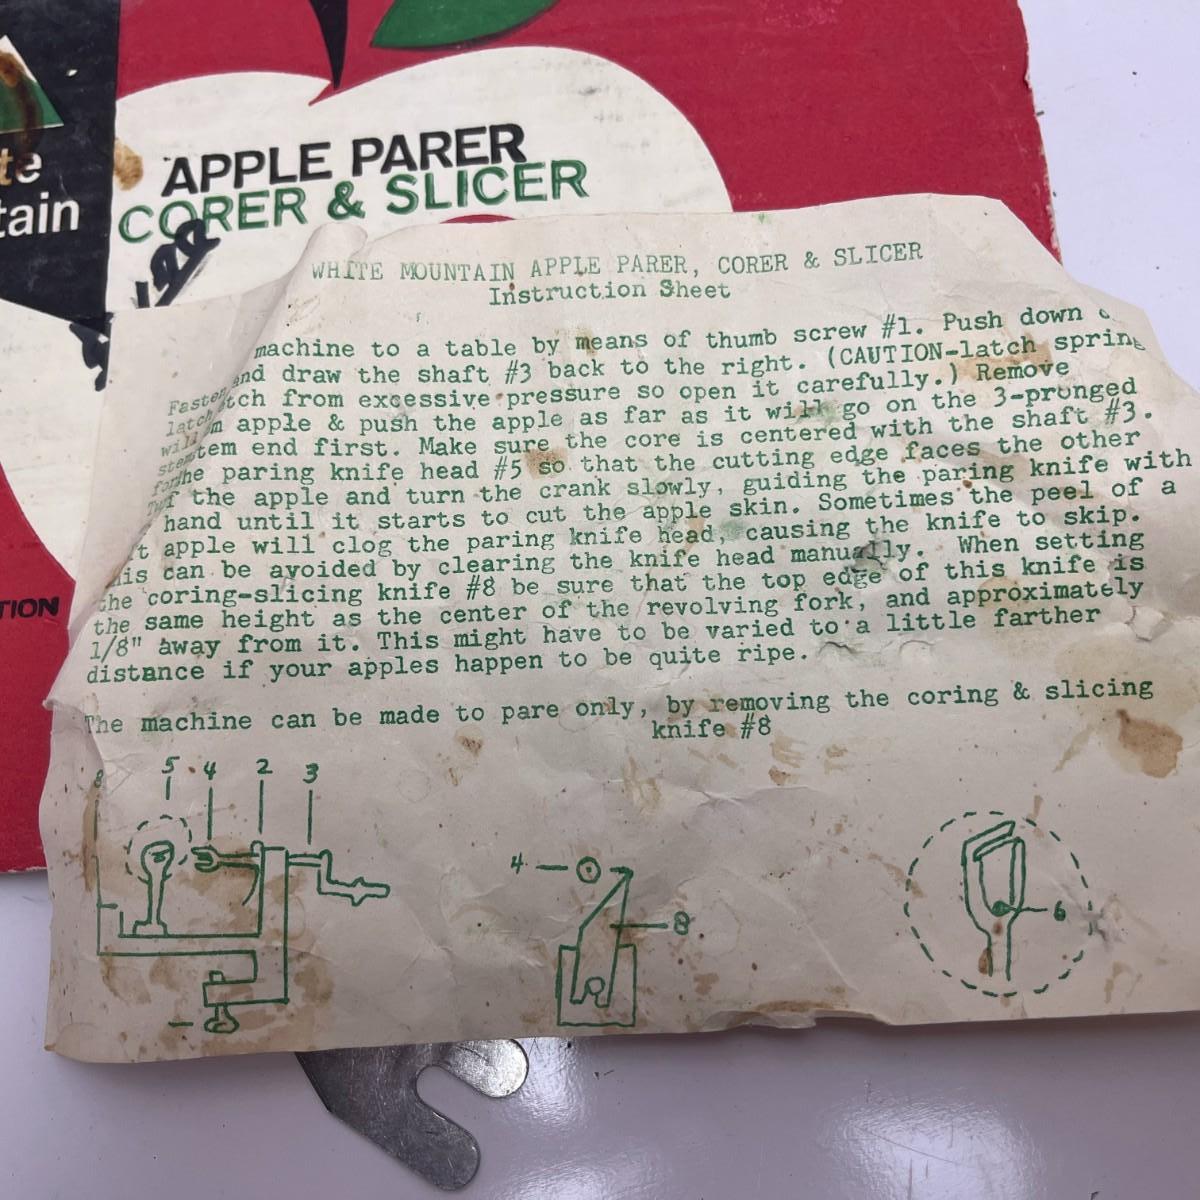 te
tain
APPLE PARER
CORER & SLICER
TION
WHITE MOUNTAIN APPLE PARER, CORER & SLICER
Instruction Sheet
Fasten machine to a table by means of thumb screw #1. Push down
latch and draw the shaft #3 back to the right. (CAUTION-latch spring
will tch from excessive pressure so open it carefully.) Remove
stem m apple & push the apple as far as it will go on the 3-pronged
for stem end first. Make sure the core is centered with the shaft #3.
the paring knife head #5 so that the cutting edge faces the other
f the apple and turn the crank slowly, guiding the paring knife with
hand until it starts to cut the apple skin. Sometimes the peel of a
t apple will clog the paring knife head, causing the knife to skip.
his can be avoided by clearing the knife head manually. When setting
the coring-slicing knife #8 be sure that the top edge of this knife is
the same height as the center of the revolving fork, and approximately
1/8" away from it. This might have to be varied to a little farther
distance if your apples happen to be quite ripe.
The machine can be made to pare only, by removing the coring & slicing
knife #8
8 5 4 2 3
4
8
6